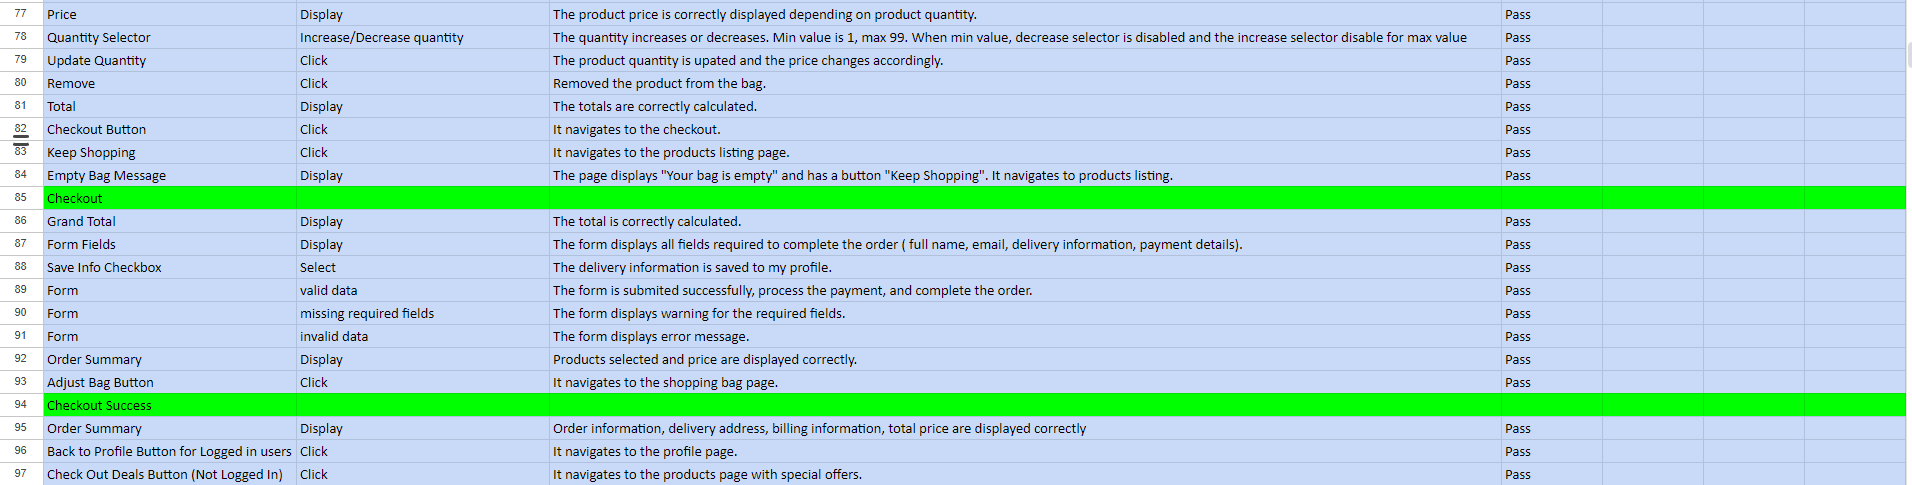 77 Price Display The product price is correctly displayed depending on product quantity. Pass
78 Quantity Selector Increase/Decrease quantity The quantity increases or decreases. Min value is 1, max 99. When min value, decrease selector is disabled and the increase selector disable for max value Pass
79 Update Quantity Click The product quantity is upated and the price changes accordingly. Pass
80 Remove Click Removed the product from the bag. Pass
81 Total Display The totals are correctly calculated. Pass
82 Checkout Button Click It navigates to the checkout. Pass
83 Keep Shopping Click It navigates to the products listing page. Pass
84 Empty Bag Message Display The page displays "Your bag is empty" and has a button "Keep Shopping". It navigates to products listing. Pass
85 Checkout
86 Grand Total Display The total is correctly calculated. Pass
87 Form Fields Display The form displays all fields required to complete the order ( full name, email, delivery information, payment details). Pass
88 Save Info Checkbox Select The delivery information is saved to my profile. Pass
89 Form valid data The form is submited successfully, process the payment, and complete the order. Pass
90 Form missing required fields The form displays warning for the required fields. Pass
91 Form invalid data The form displays error message. Pass
92 Order Summary Display Products selected and price are displayed correctly. Pass
93 Adjust Bag Button Click It navigates to the shopping bag page. Pass
94 Checkout Success
95 Order Summary Display Order information, delivery address, billing information, total price are displayed correctly Pass
96 Back to Profile Button for Logged in users Click It navigates to the profile page. Pass
97 Check Out Deals Button (Not Logged In) Click It navigates to the products page with special offers. Pass